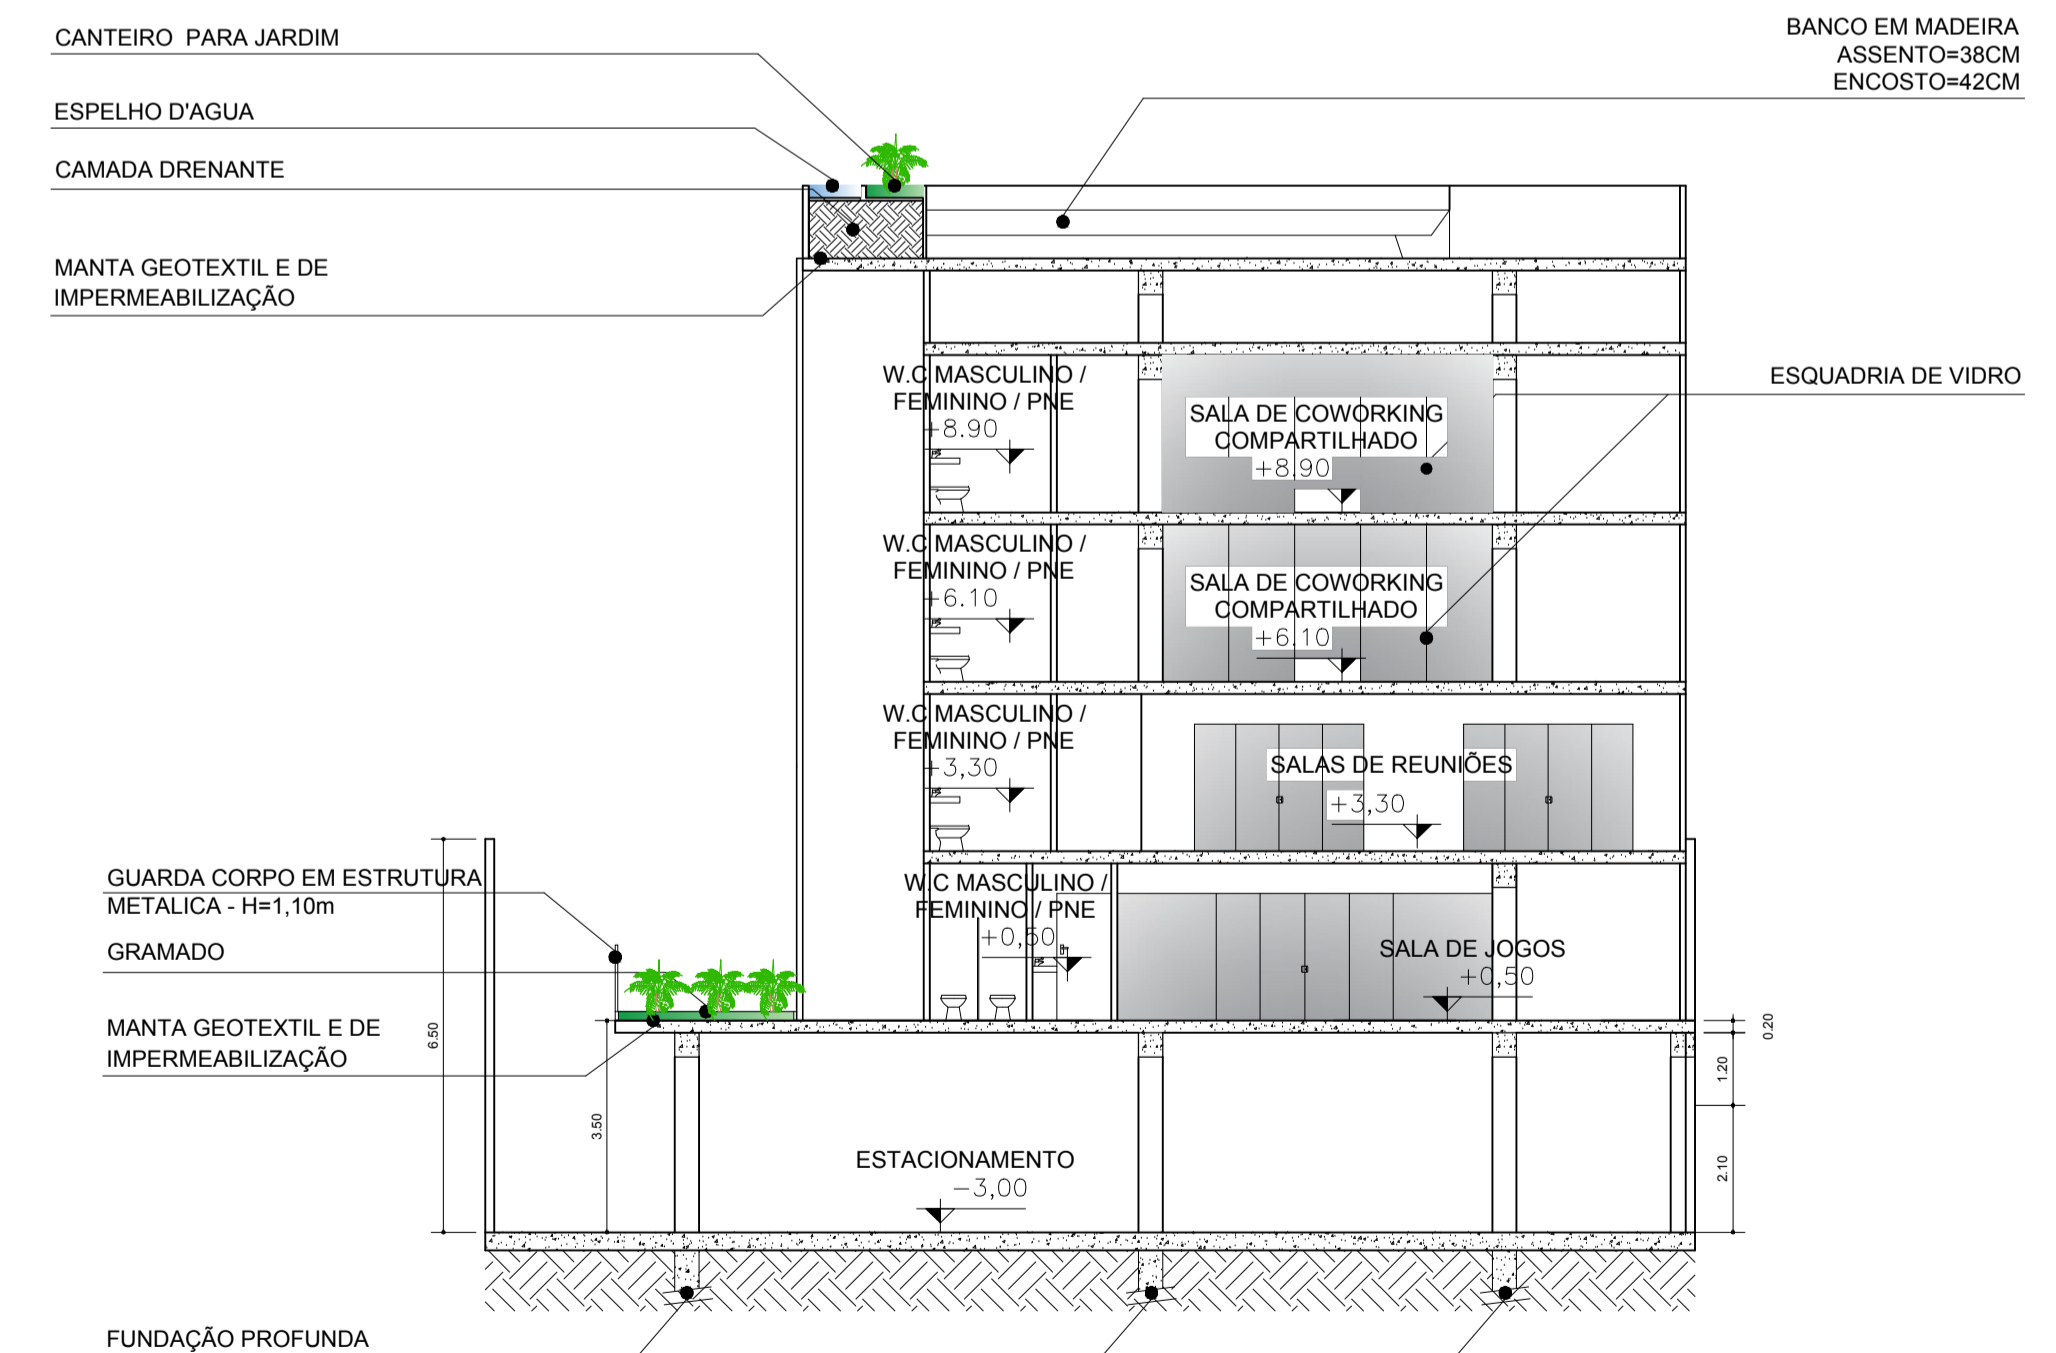 CANTEIRO PARA JARDIM
ESPELHO D'AGUA
CAMADA DRENANTE
MANTA GEOTEXTIL E DE
IMPERMEABILIZAÇÃO
BANCO EM MADEIRA
ASSENTO=38CM
ENCOSTO=42CM
ESQUADRIA DE VIDRO
W.C MASCULINO /
FEMININO / PNE
+8.90
SALA DE COWORKING
COMPARTILHADO
+8.90
W.C MASCULINO /
FEMININO / PNE
+6.10
SALA DE COWORKING
COMPARTILHADO
+6.10
W.C MASCULINO /
FEMININO / PNE
+3,30
SALAS DE REUNIÕES
+3,30
W.C MASCULINO /
FEMININO / PNE
+0,50
SALA DE JOGOS
+0,50
GUARDA CORPO EM ESTRUTURA
METALICA - H=1,10m
GRAMADO
MANTA GEOTEXTIL E DE
IMPERMEABILIZAÇÃO
6.50
3.50
0.20
1.20
2.10
ESTACIONAMENTO
-3,00
FUNDAÇÃO PROFUNDA